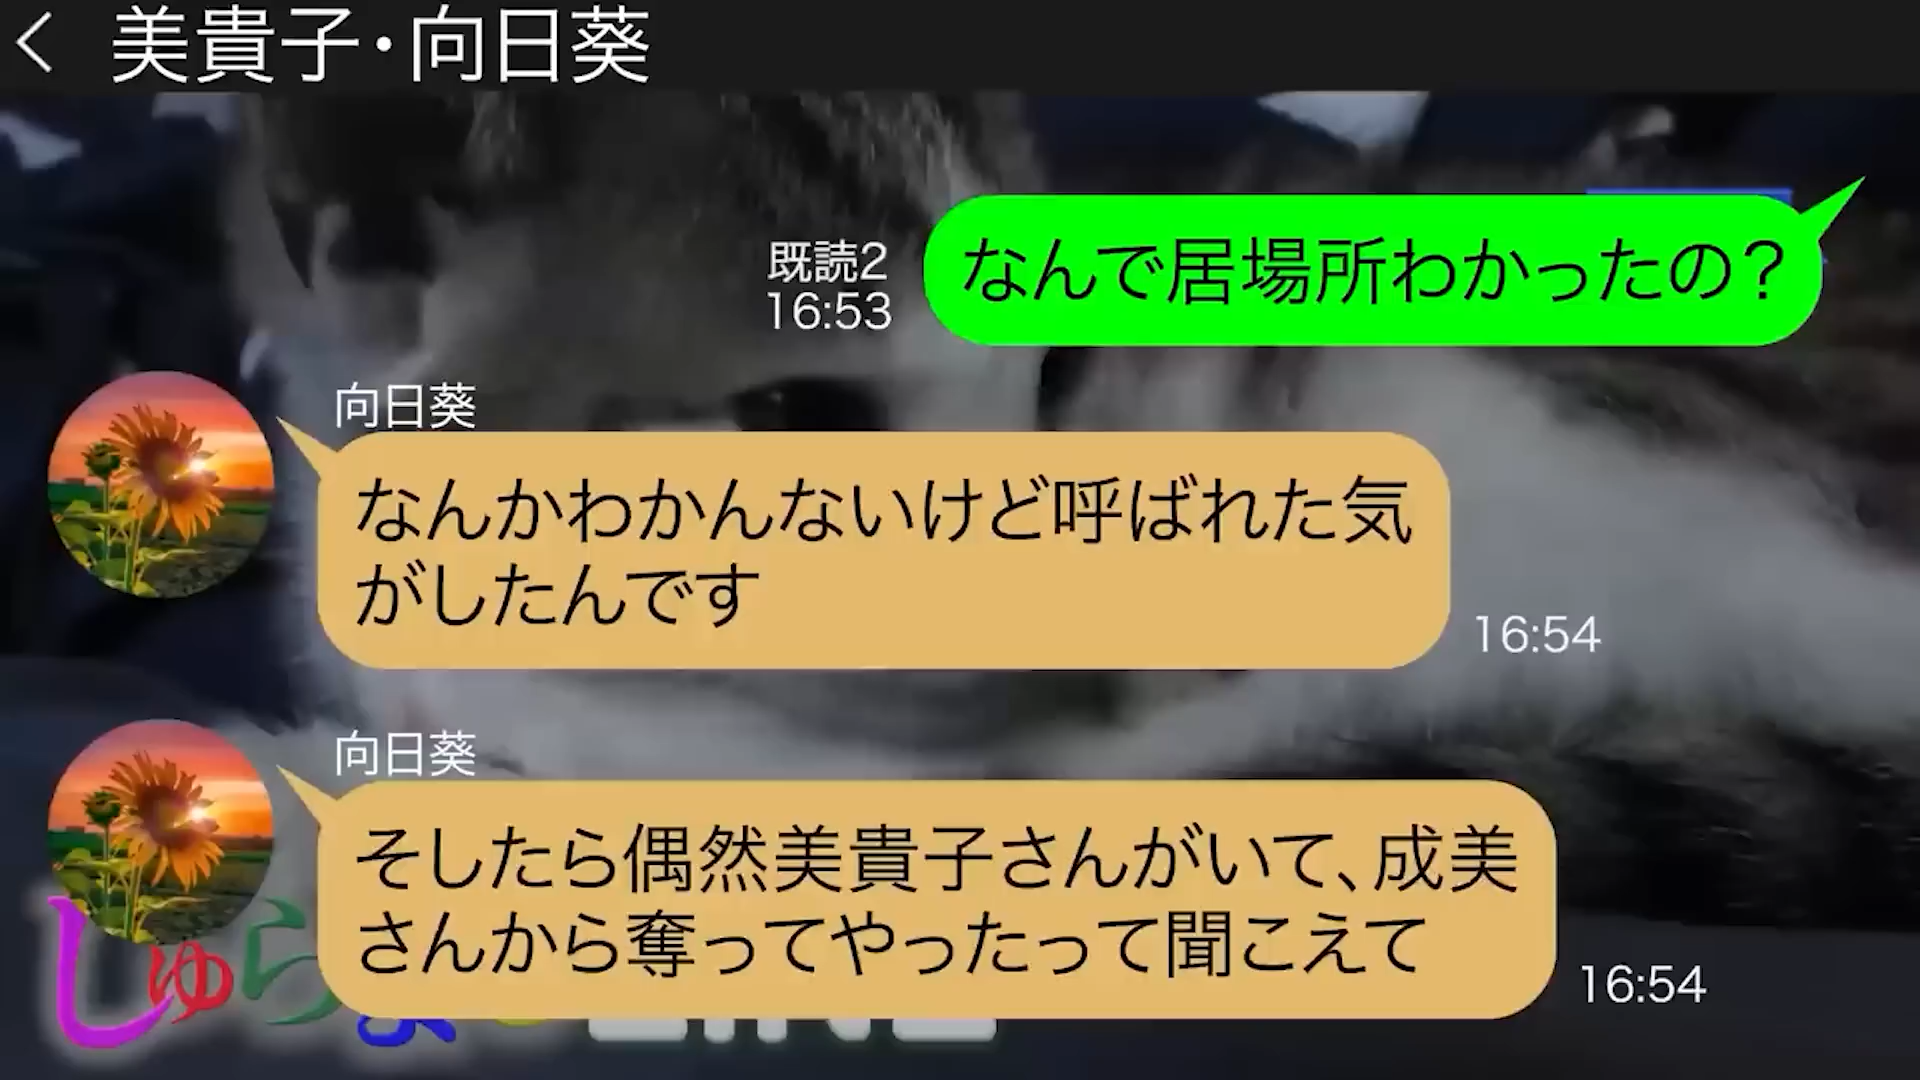 美貴子・向日葵
なんで居場所わかったの？
既読2
16:53
向日葵
なんかわかんないけど呼ばれた気
がしたんです
16:54
向日葵
そしたら偶然美貴子さんがいて、成美
さんから奪ってやったって聞こえて
16:54
しゅら